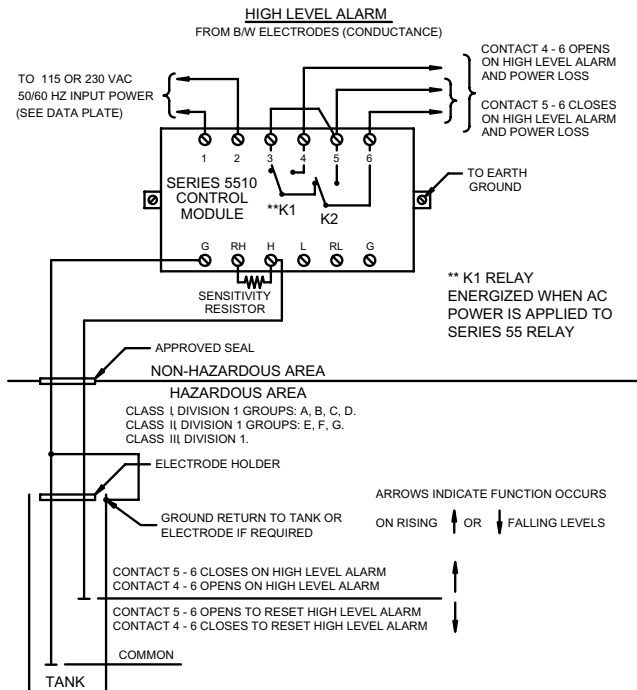 HIGH LEVEL ALARM
FROM B/W ELECTRODES (CONDUCTANCE)
CONTACT 4 - 6 OPENS
ON HIGH LEVEL ALARM
AND POWER LOSS
TO 115 OR 230 VAC
50/60 HZ INPUT POWER
(SEE DATA PLATE)
CONTACT 5 - 6 CLOSES
ON HIGH LEVEL ALARM
AND POWER LOSS
1 2 3 4 5 6
SERIES 5510
CONTROL
MODULE
**K1
K2
TO EARTH
GROUND
G RH H L RL G
SENSITIVITY
RESISTOR
** K1 RELAY
ENERGIZED WHEN AC
POWER IS APPLIED TO
SERIES 55 RELAY
APPROVED SEAL
NON-HAZARDOUS AREA
HAZARDOUS AREA
CLASS I, DIVISION 1 GROUPS: A, B, C, D.
CLASS II, DIVISION 1 GROUPS: E, F, G.
CLASS III, DIVISION 1.
ELECTRODE HOLDER
GROUND RETURN TO TANK OR
ELECTRODE IF REQUIRED
ARROWS INDICATE FUNCTION OCCURS
ON RISING OR FALLING LEVELS
CONTACT 5 - 6 CLOSES ON HIGH LEVEL ALARM
CONTACT 4 - 6 OPENS ON HIGH LEVEL ALARM
CONTACT 5 - 6 OPENS TO RESET HIGH LEVEL ALARM
CONTACT 4 - 6 CLOSES TO RESET HIGH LEVEL ALARM
COMMON
TANK